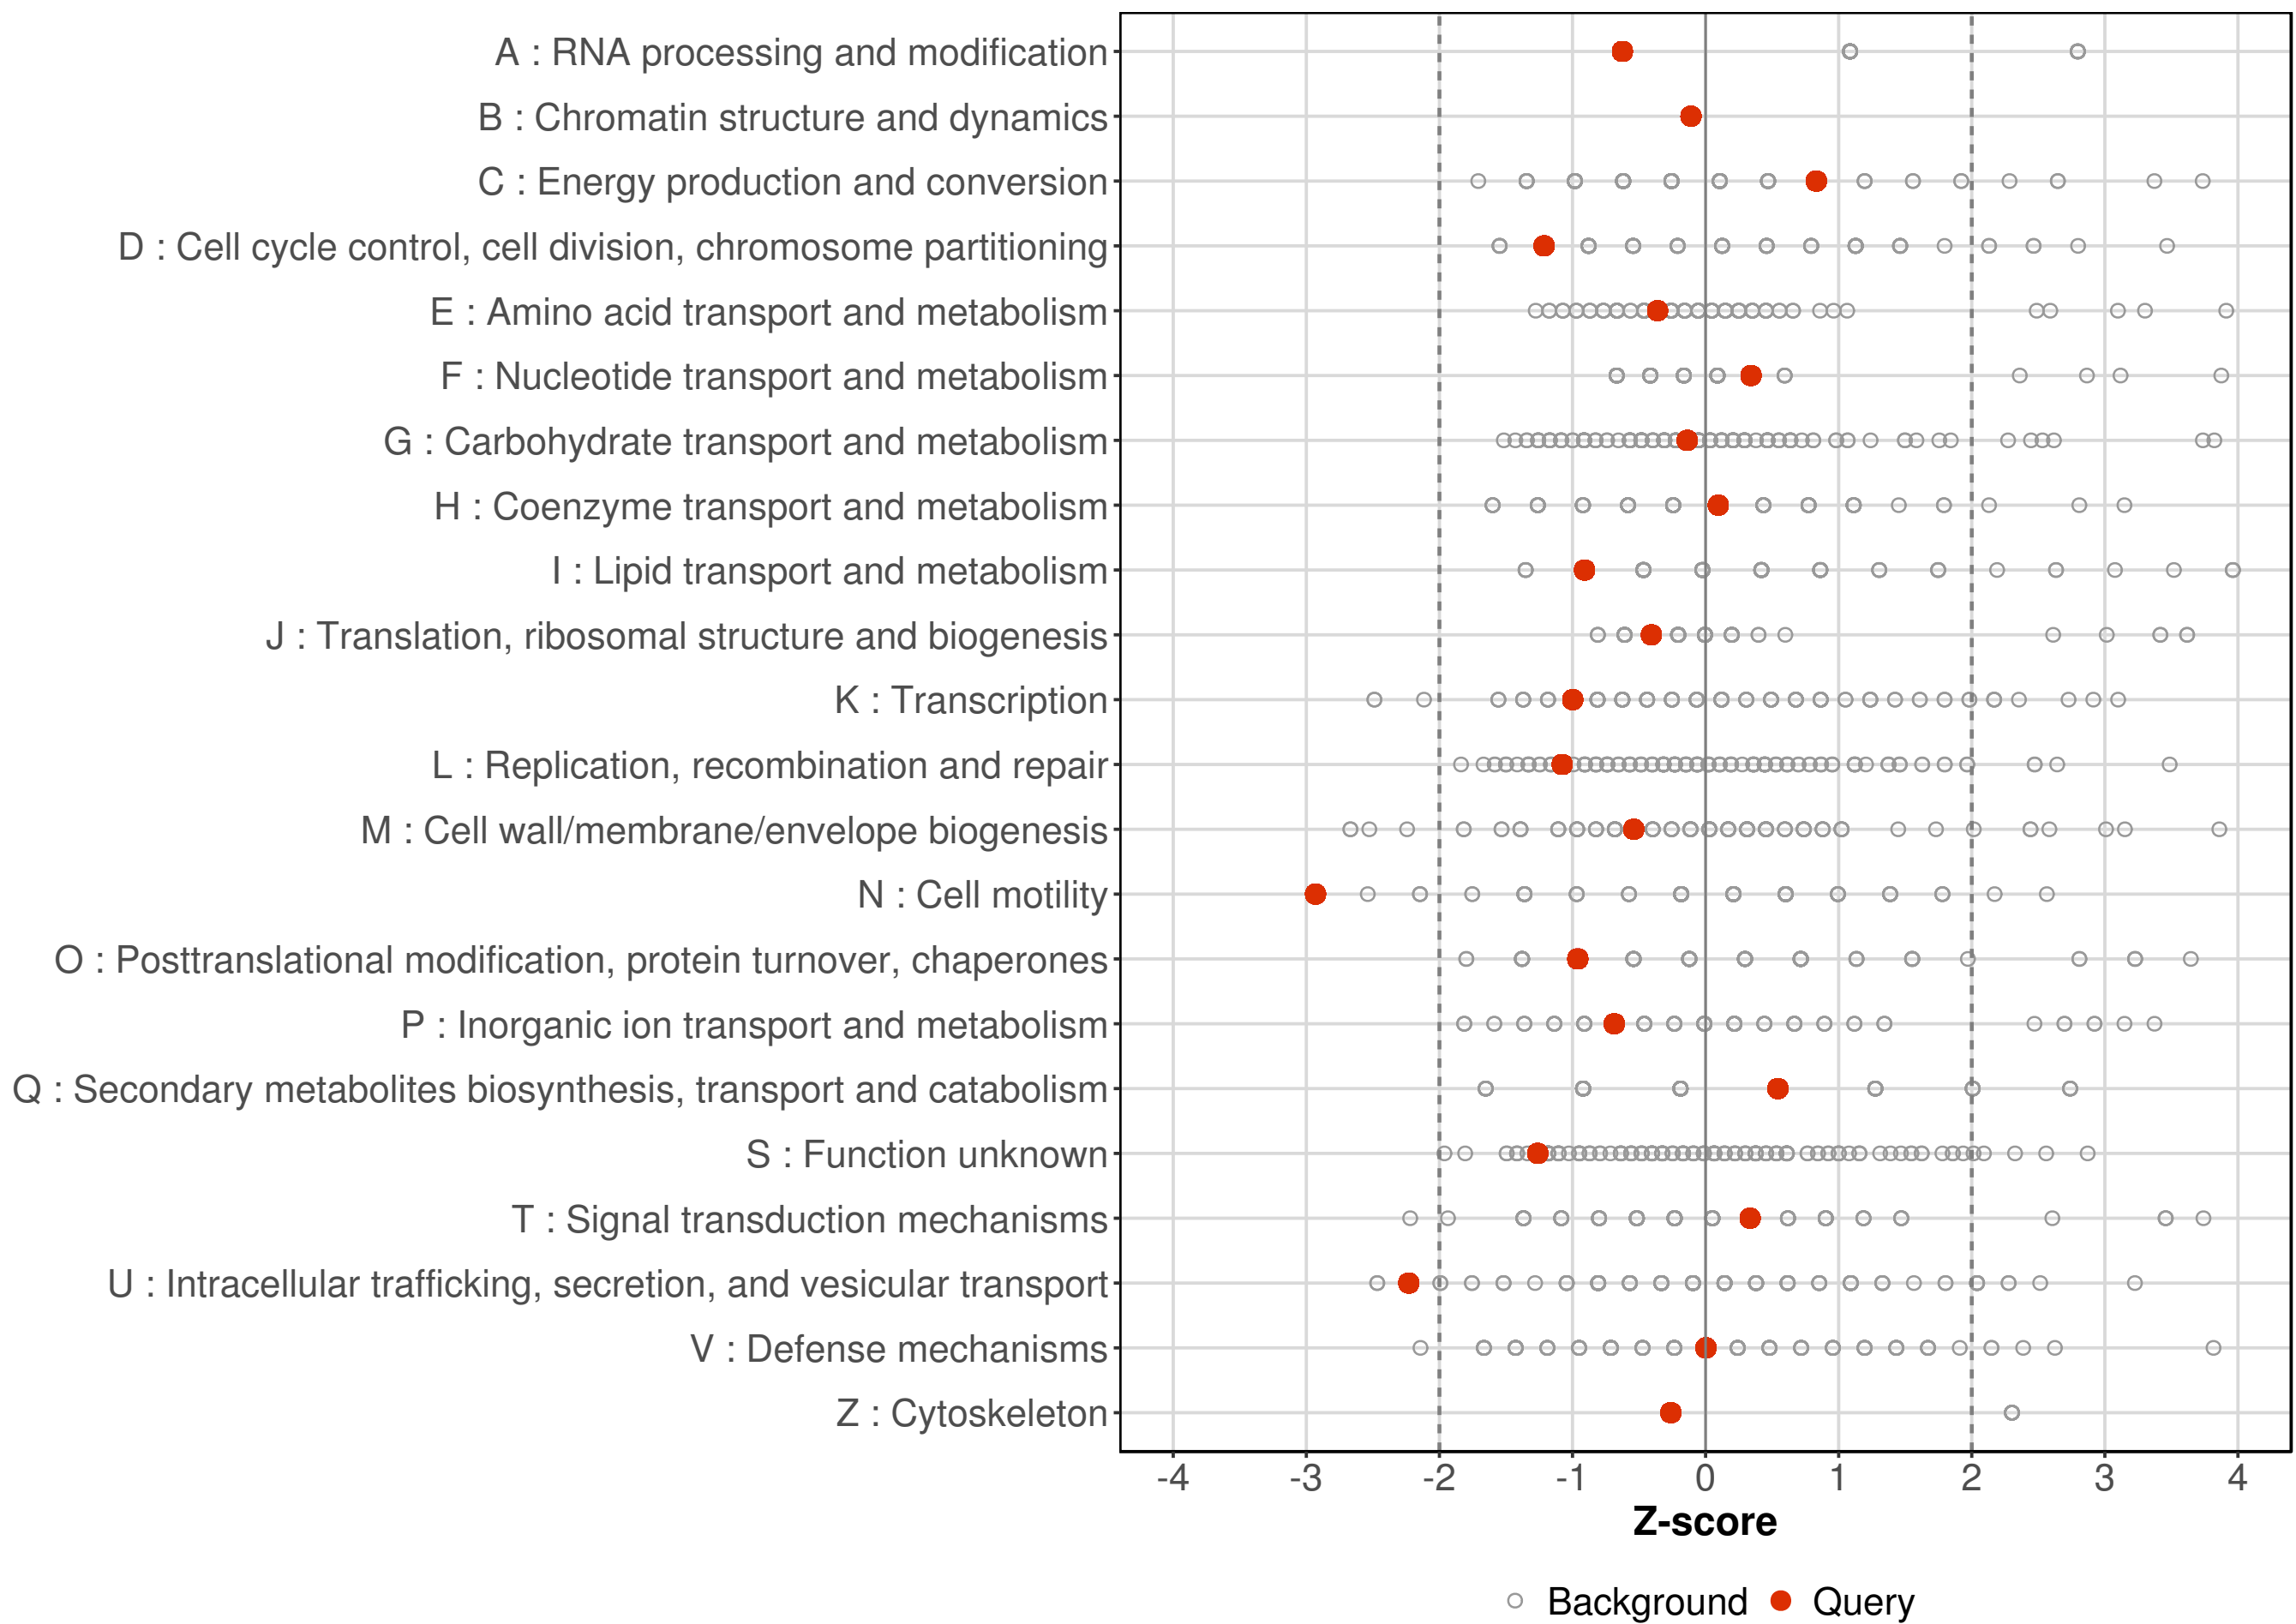 A : RNA processing and modification
B : Chromatin structure and dynamics
C : Energy production and conversion
D : Cell cycle control, cell division, chromosome partitioning
E : Amino acid transport and metabolism
F : Nucleotide transport and metabolism
G : Carbohydrate transport and metabolism
H : Coenzyme transport and metabolism
I : Lipid transport and metabolism
J : Translation, ribosomal structure and biogenesis
K : Transcription
L : Replication, recombination and repair
M : Cell wall/membrane/envelope biogenesis
N : Cell motility
O : Posttranslational modification, protein turnover, chaperones
P : Inorganic ion transport and metabolism
Q : Secondary metabolites biosynthesis, transport and catabolism
S : Function unknown
T : Signal transduction mechanisms
U : Intracellular trafficking, secretion, and vesicular transport
V : Defense mechanisms
Z : Cytoskeleton
-4 -3 -2 -1 0 1 2 3 4
Z-score
Background Query